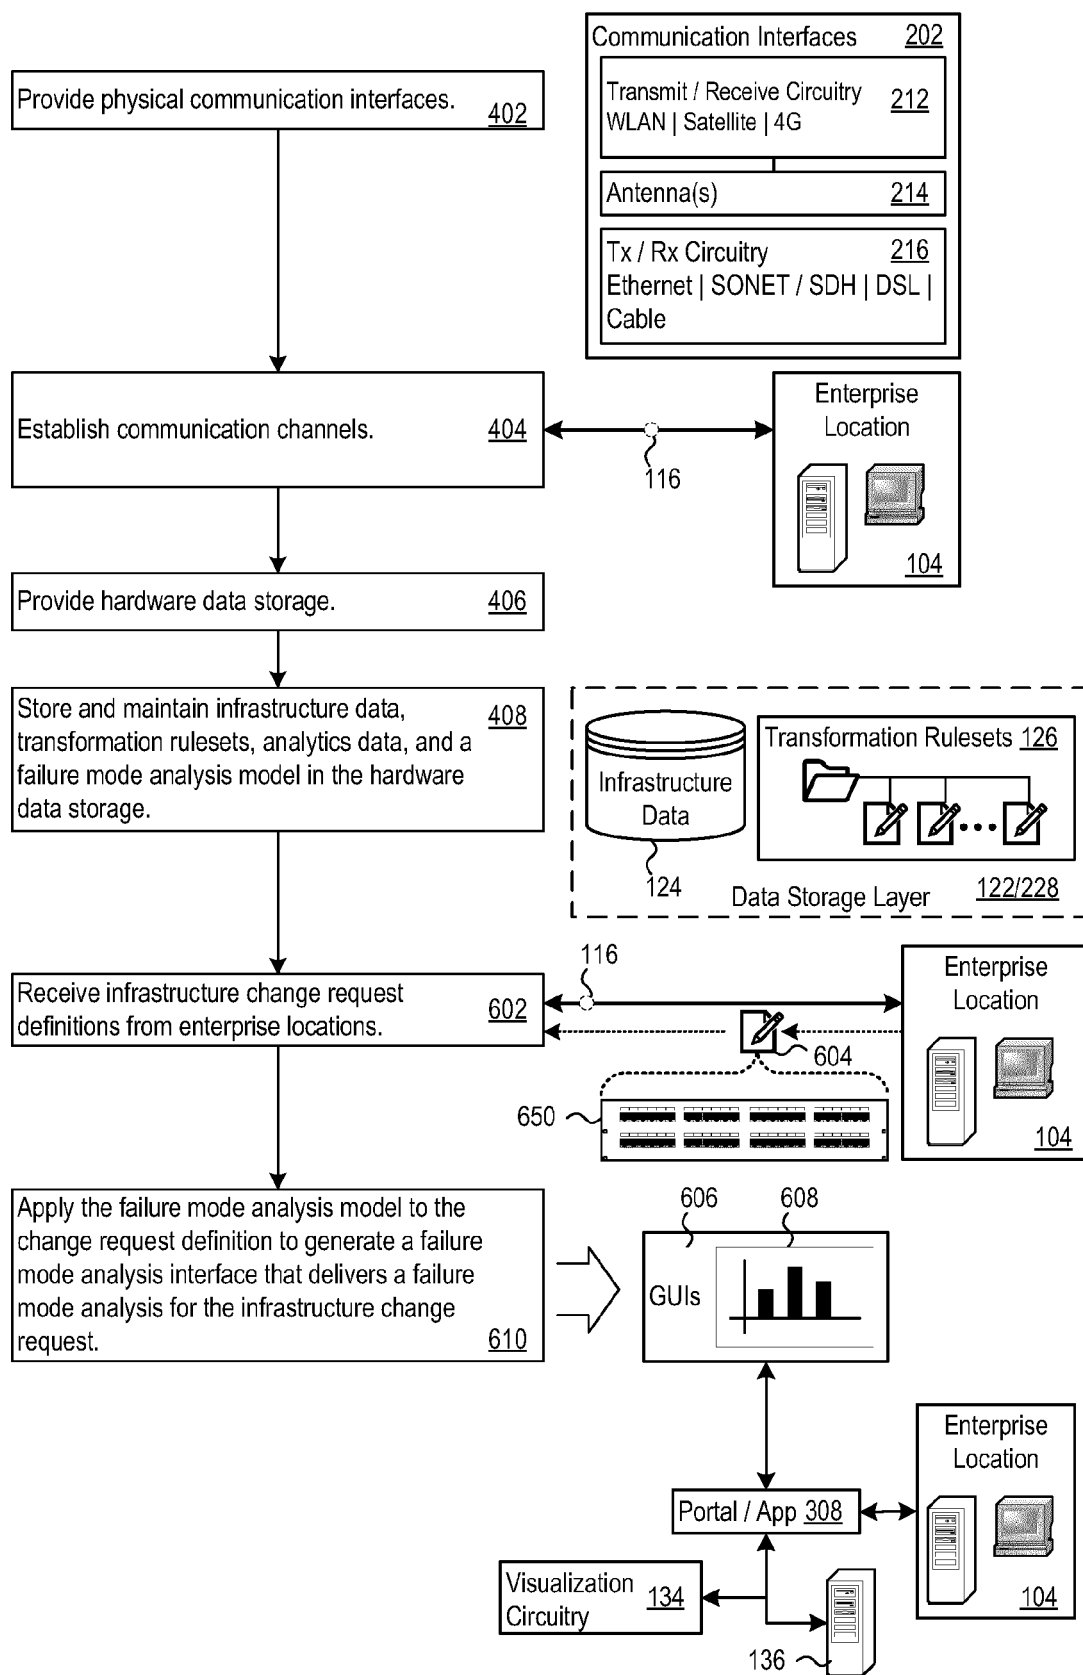 Communication Interfaces 202
Provide physical communication interfaces. 402
Transmit / Receive Circuitry 212
WLAN | Satellite | 4G
Antenna(s) 214
Tx / Rx Circuitry 216
Ethernet | SONET / SDH | DSL |
Cable
Establish communication channels. 404
116
Enterprise
Location
104
Provide hardware data storage. 406
Store and maintain infrastructure data, 408
transformation rulesets, analytics data, and a
failure mode analysis model in the hardware
data storage.
Infrastructure
Data
124
Transformation Rulesets 126
Data Storage Layer 122/228
Receive infrastructure change request
definitions from enterprise locations. 602
116
604
650
Enterprise
Location
104
Apply the failure mode analysis model to the
change request definition to generate a failure
mode analysis interface that delivers a failure
mode analysis for the infrastructure change
request. 610
606
608
GUIs
Portal / App 308
Enterprise
Location
104
Visualization
Circuitry 134
136